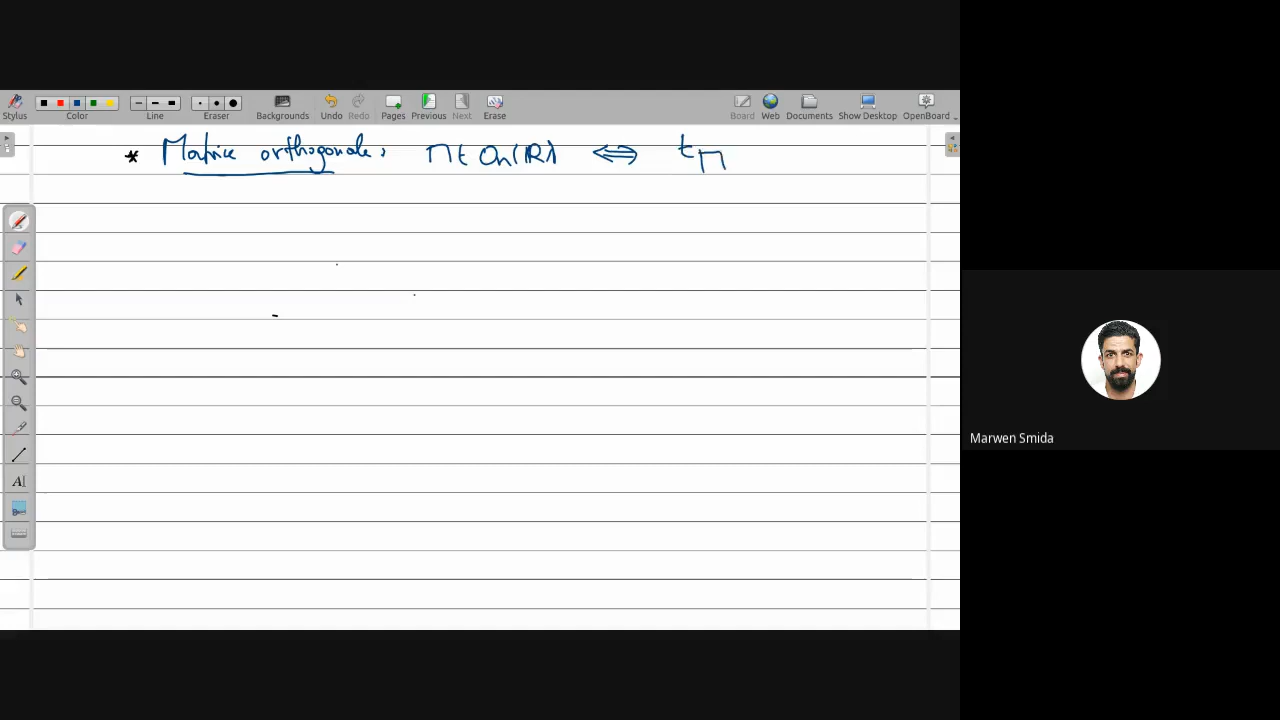 Stylus Color Line Eraser Backgrounds Undo Redo Pages Previous Next Erase Board Web Documents Show Desktop OpenBoard
* Matrice orthogonale : M ∈ On(ℝ) ⟺ ᵗM
Marwen Smida